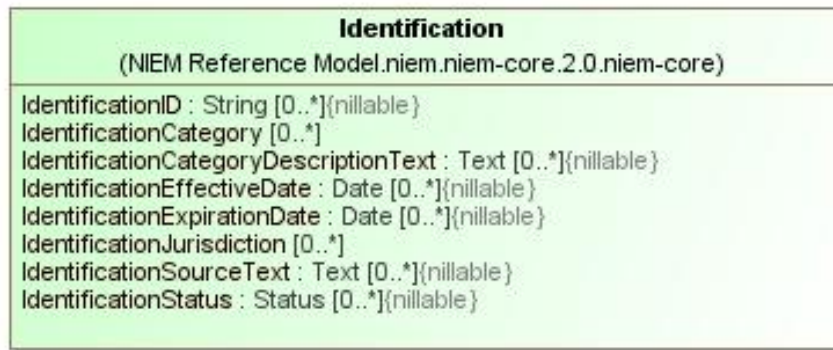 Identification
(NIEM Reference Model.niem.niem-core.2.0.niem-core)
IdentificationID : String [0..*]{nillable}
IdentificationCategory [0..*]
IdentificationCategoryDescriptionText : Text [0..*]{nillable}
IdentificationEffectiveDate : Date [0..*]{nillable}
IdentificationExpirationDate : Date [0..*]{nillable}
IdentificationJurisdiction [0..*]
IdentificationSourceText : Text [0..*]{nillable}
IdentificationStatus : Status [0..*]{nillable}